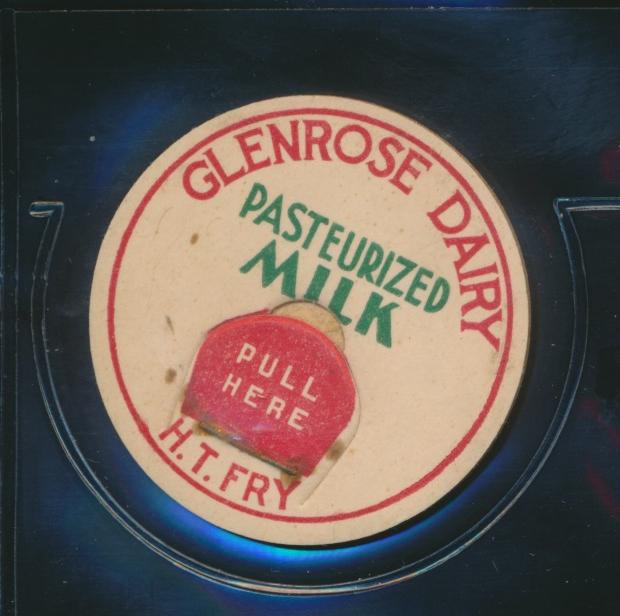 GLENROSE DAIRY
PASTEURIZED
MILK
PULL
HERE
H.T. FRY